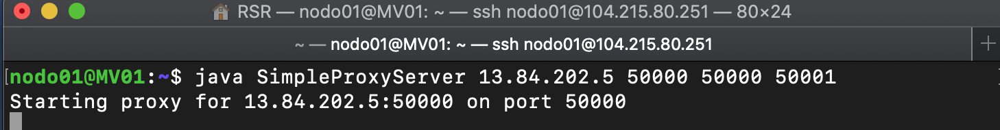 RSR — nodo01@MV01: ~ — ssh nodo01@104.215.80.251 — 80×24
~ — nodo01@MV01: ~ — ssh nodo01@104.215.80.251
[nodo01@MV01:~$ java SimpleProxyServer 13.84.202.5 50000 50000 50001
Starting proxy for 13.84.202.5:50000 on port 50000